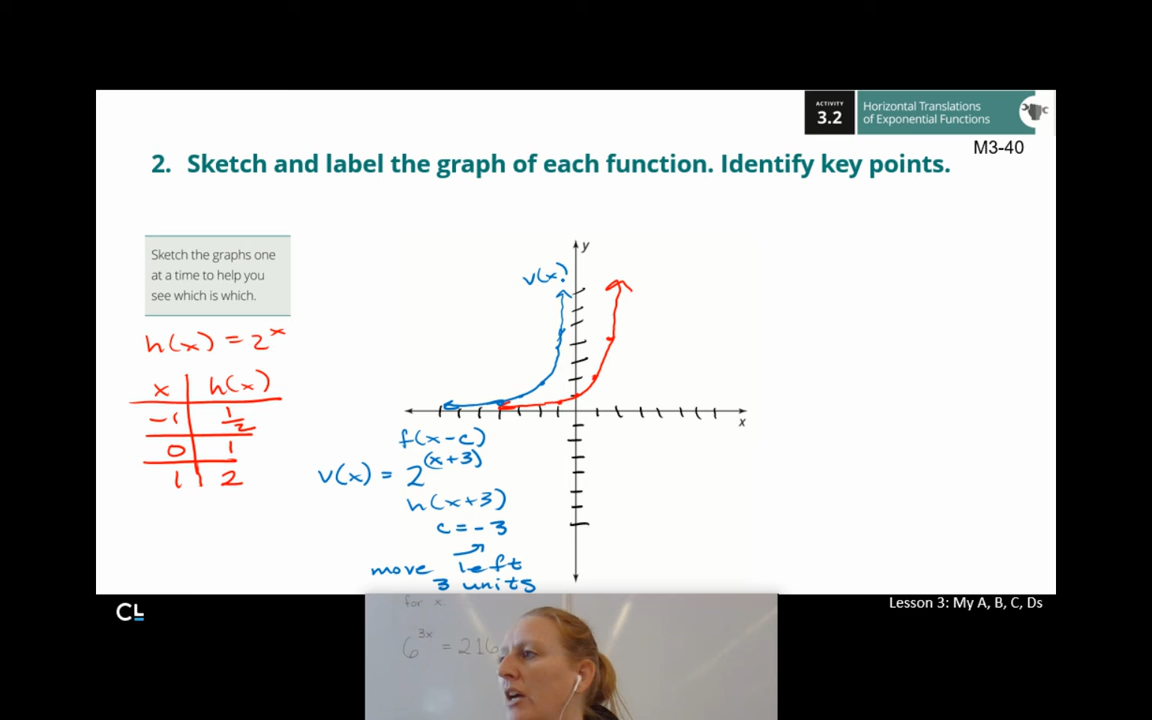 ACTIVITY
3.2
Horizontal Translations
of Exponential Functions
M3-40
2. Sketch and label the graph of each function. Identify key points.
Sketch the graphs one
at a time to help you
see which is which.
h(x) = 2^x
x | h(x)
-1 | 1/2
0 | 1
1 | 2
y
x
v(x)
f(x-c)
v(x) = 2^(x+3)
h(x+3)
c = -3
move left
3 units
CL
Lesson 3: My A, B, C, Ds
for x
6^3x = 216